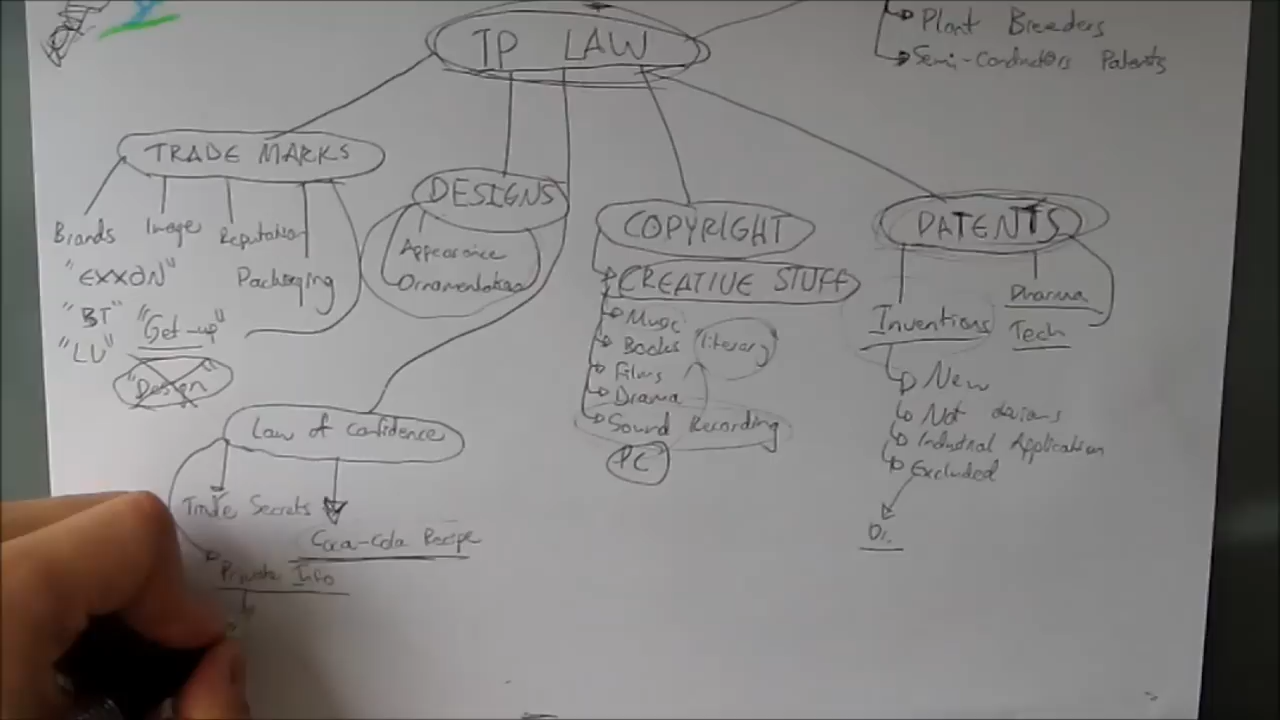 IP LAW
Plant Breeders
Semi-Conductors Patents
TRADE MARKS
Brands
Image
Reputation
Packaging
"EXXON"
"BT"
"LV"
"Get-up"
"Design"
DESIGNS
Appearance
Ornamentation
COPYRIGHT
CREATIVE STUFF
Music
Books (literary)
Films
Drama
Sound Recording
PC
PATENTS
Inventions
Pharma
Tech
New
Not
Industrial Application
Excluded
Law of Confidence
Trade Secrets
Coca-Cola Recipe
Private Info